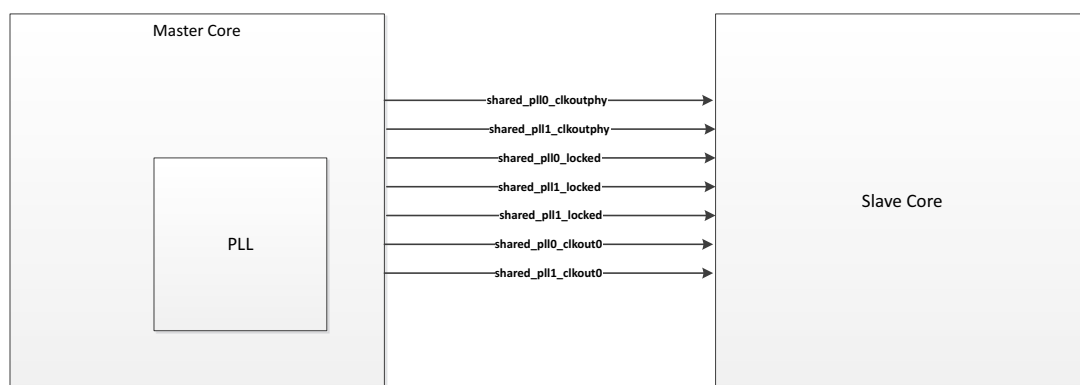 Master Core
shared_pll0_clkoutphy
shared_pll1_clkoutphy
shared_pll0_locked
shared_pll1_locked
shared_pll1_locked
shared_pll0_clkout0
shared_pll1_clkout0
PLL
Slave Core